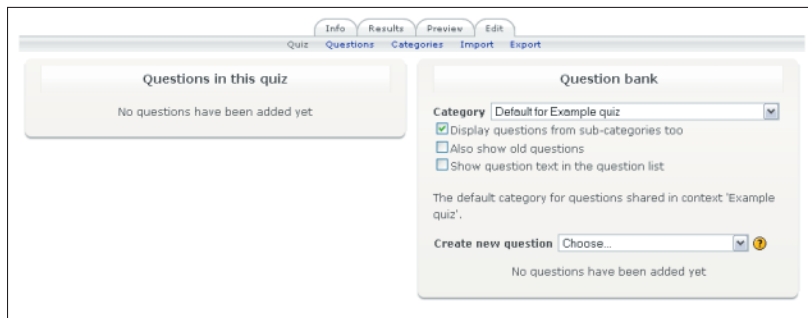 Info Results Preview Edit
Quiz Questions Categories Import Export
Questions in this quiz
No questions have been added yet
Question bank
Category Default for Example quiz
Display questions from sub-categories too
Also show old questions
Show question text in the question list
The default category for questions shared in context 'Example
quiz'.
Create new question Choose... ?
No questions have been added yet